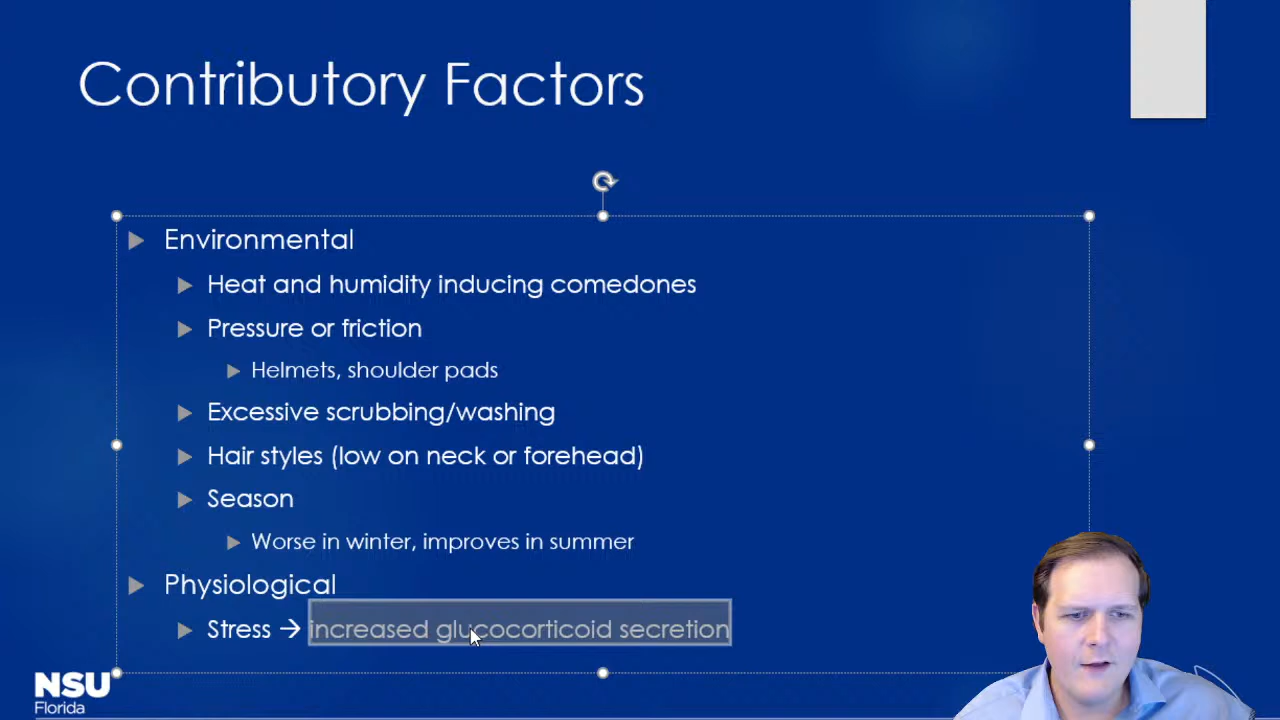 Contributory Factors
Environmental
Heat and humidity inducing comedones
Pressure or friction
Helmets, shoulder pads
Excessive scrubbing/washing
Hair styles (low on neck or forehead)
Season
Worse in winter, improves in summer
Physiological
Stress → increased glucocorticoid secretion
NSU
Florida